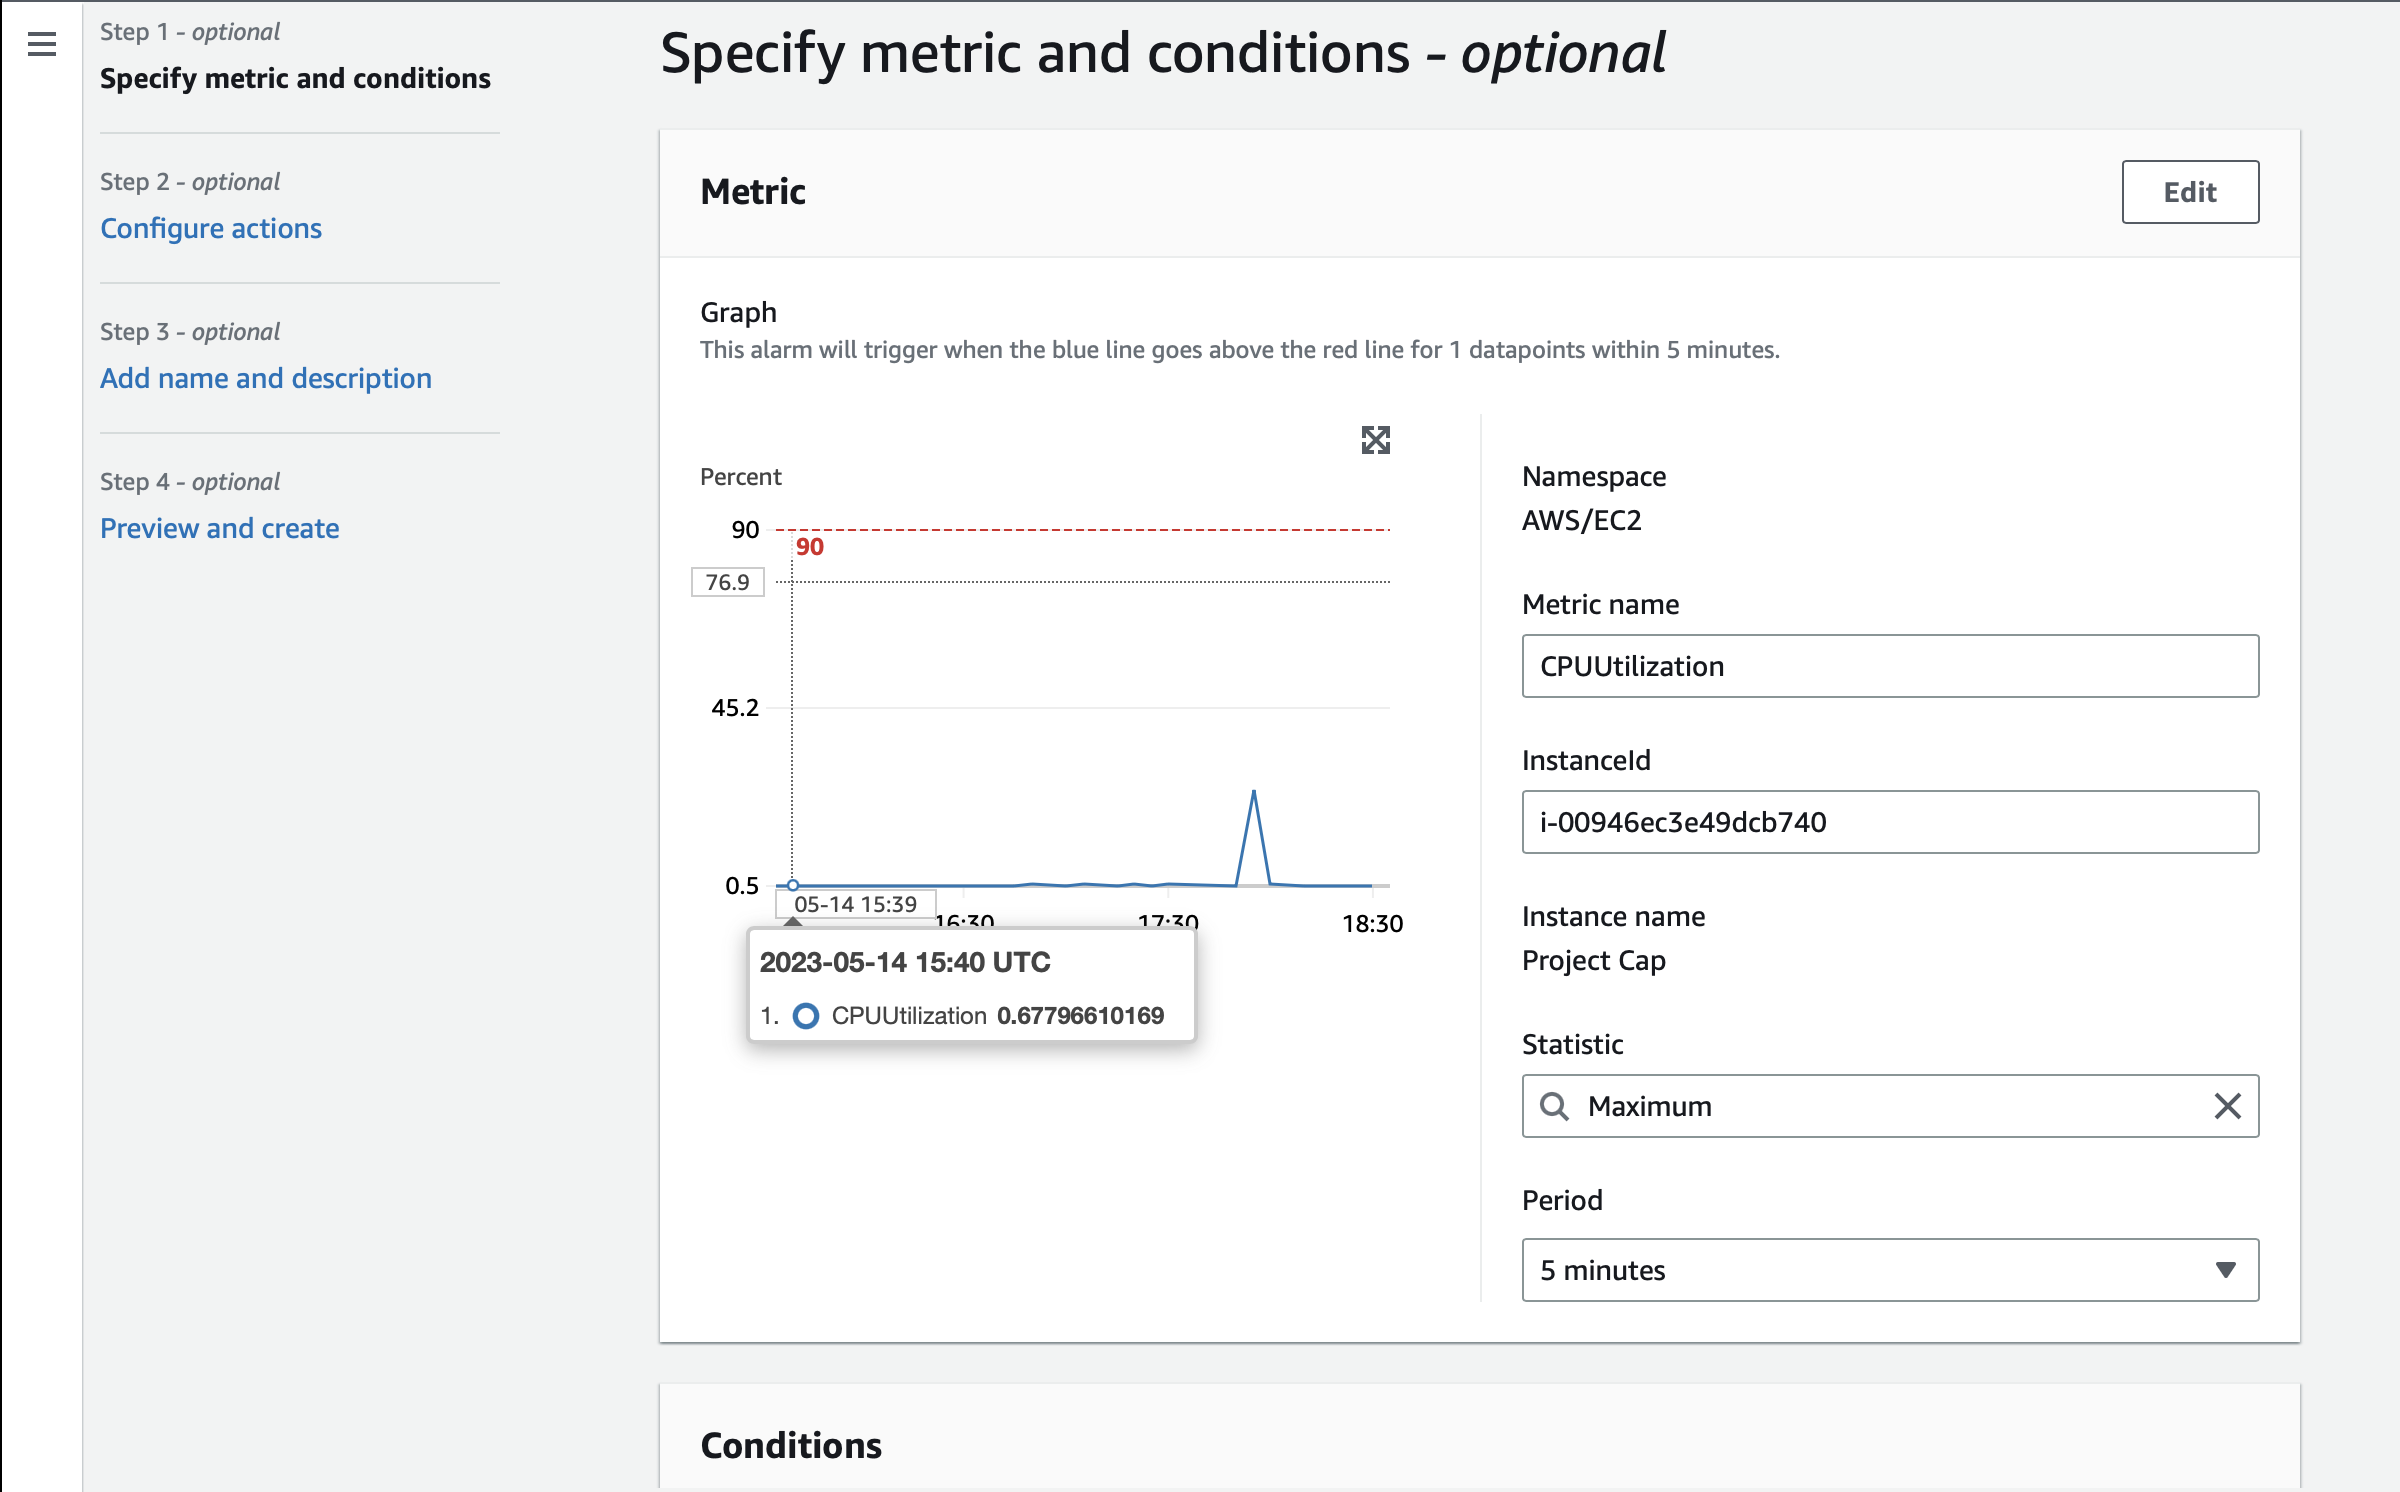 Step 1 - optional
Specify metric and conditions
Step 2 - optional
Configure actions
Step 3 - optional
Add name and description
Step 4 - optional
Preview and create
Specify metric and conditions - optional
Metric
Edit
Graph
This alarm will trigger when the blue line goes above the red line for 1 datapoints within 5 minutes.
Percent
90
90
76.9
45.2
0.5
05-14 15:39
16:30
17:30
18:30
2023-05-14 15:40 UTC
1. CPUUtilization 0.67796610169
Namespace
AWS/EC2
Metric name
CPUUtilization
InstanceId
i-00946ec3e49dcb740
Instance name
Project Cap
Statistic
Maximum
Period
5 minutes
Conditions